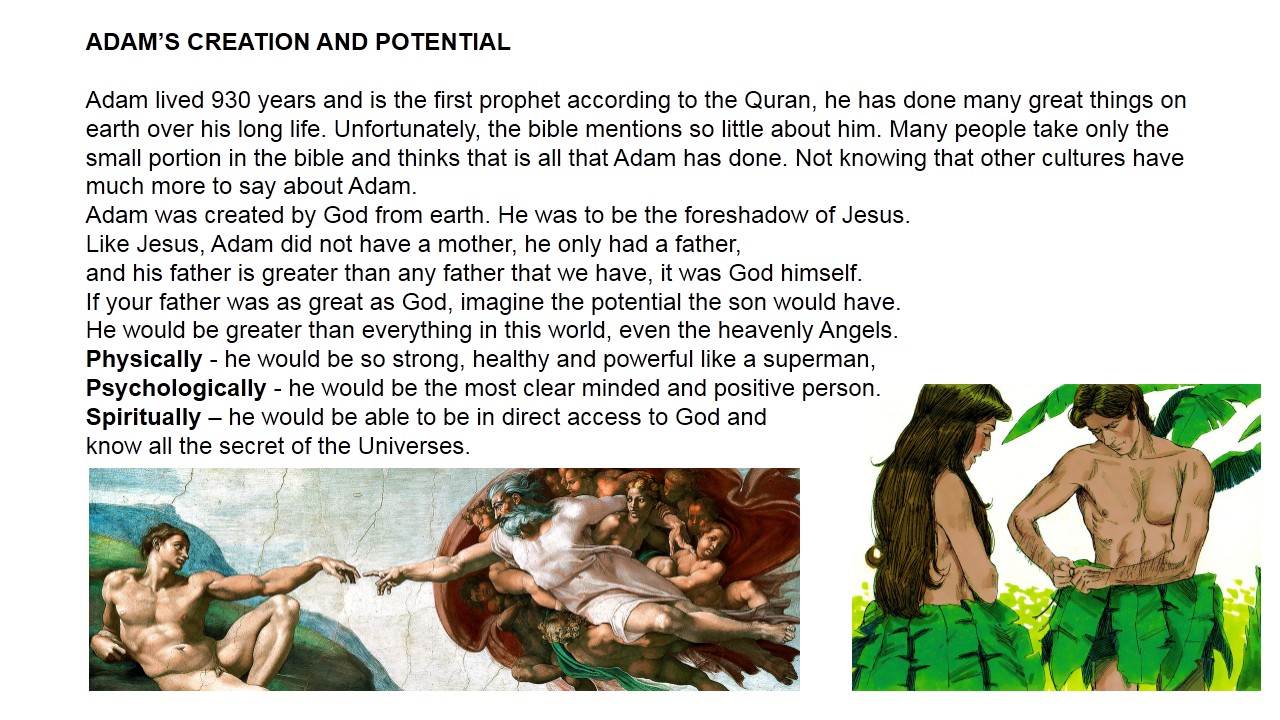 ADAM’S CREATION AND POTENTIAL
Adam lived 930 years and is the first prophet according to the Quran, he has done many great things on
earth over his long life. Unfortunately, the bible mentions so little about him. Many people take only the
small portion in the bible and thinks that is all that Adam has done. Not knowing that other cultures have
much more to say about Adam.
Adam was created by God from earth. He was to be the foreshadow of Jesus.
Like Jesus, Adam did not have a mother, he only had a father,
and his father is greater than any father that we have, it was God himself.
If your father was as great as God, imagine the potential the son would have.
He would be greater than everything in this world, even the heavenly Angels.
Physically - he would be so strong, healthy and powerful like a superman,
Psychologically - he would be the most clear minded and positive person.
Spiritually – he would be able to be in direct access to God and
know all the secret of the Universes.